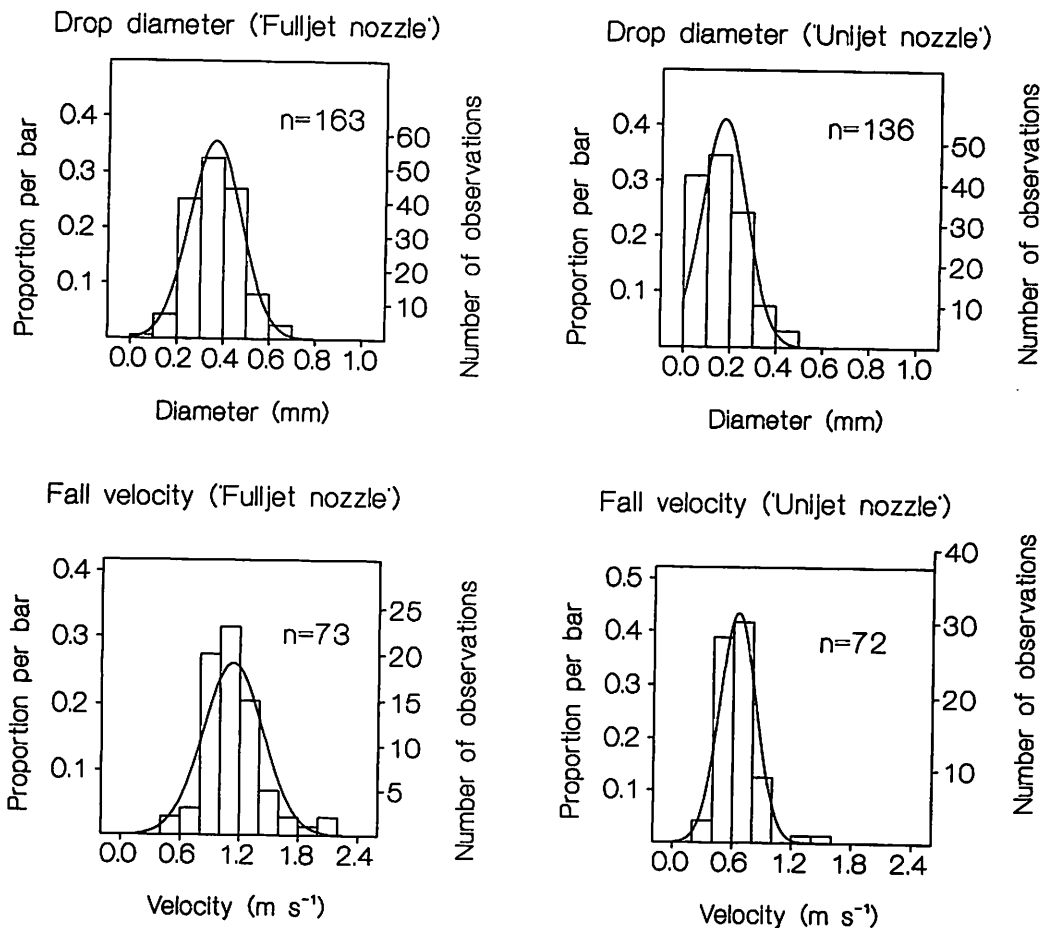 Drop diameter ('Fulljet nozzle')
Proportion per bar
0.4
0.3
0.2
0.1
n=163
60
50
40
30
20
10
Number of observations
0.0 0.2 0.4 0.6 0.8 1.0
Diameter (mm)
Drop diameter ('Unijet nozzle')
Proportion per bar
0.4
0.3
0.2
0.1
n=136
50
40
30
20
10
Number of observations
0.0 0.2 0.4 0.6 0.8 1.0
Diameter (mm)
Fall velocity ('Fulljet nozzle')
Proportion per bar
0.4
0.3
0.2
0.1
n=73
25
20
15
10
5
Number of observations
0.0 0.6 1.2 1.8 2.4
Velocity (m s⁻¹)
Fall velocity ('Unijet nozzle')
Proportion per bar
0.5
0.4
0.3
0.2
0.1
n=72
40
30
20
10
Number of observations
0.0 0.6 1.2 1.8 2.4
Velocity (m s⁻¹)